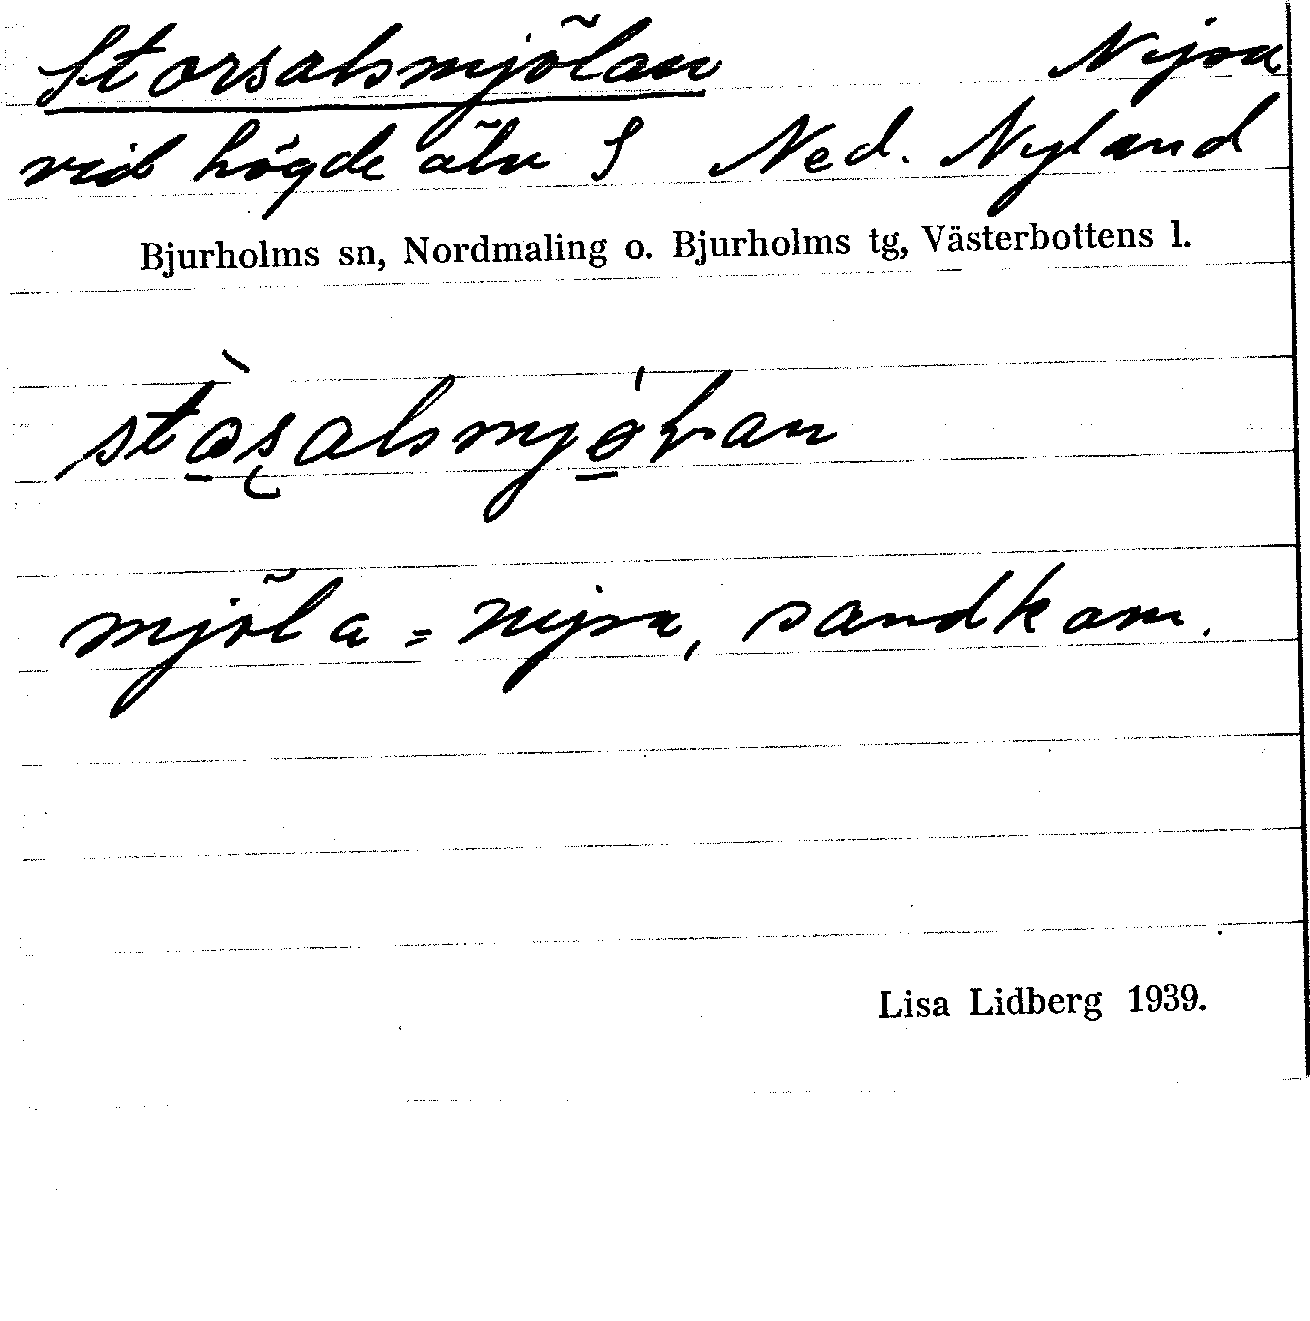 Storsalsmjölan Nipa
vid högde älv S Ned. Nyland
Bjurholms sn, Nordmaling o. Bjurholms tg, Västerbottens l.
mjöla = nipa, sandkam.
Lisa Lidberg 1939.